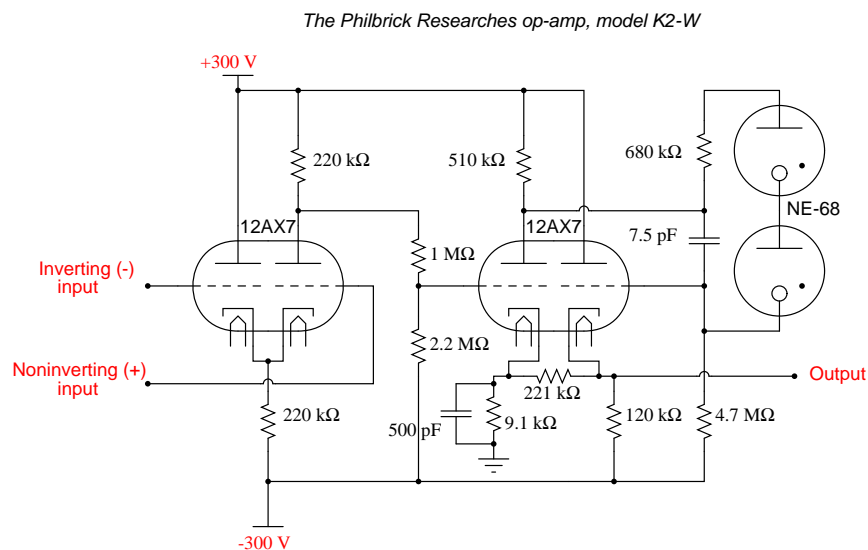 The Philbrick Researches op-amp, model K2-W
+300 V
220 kΩ
510 kΩ
680 kΩ
NE-68
12AX7
12AX7
7.5 pF
1 MΩ
Inverting (-)
input
2.2 MΩ
Noninverting (+)
input
Output
221 kΩ
220 kΩ
500 pF
9.1 kΩ
120 kΩ
4.7 MΩ
-300 V